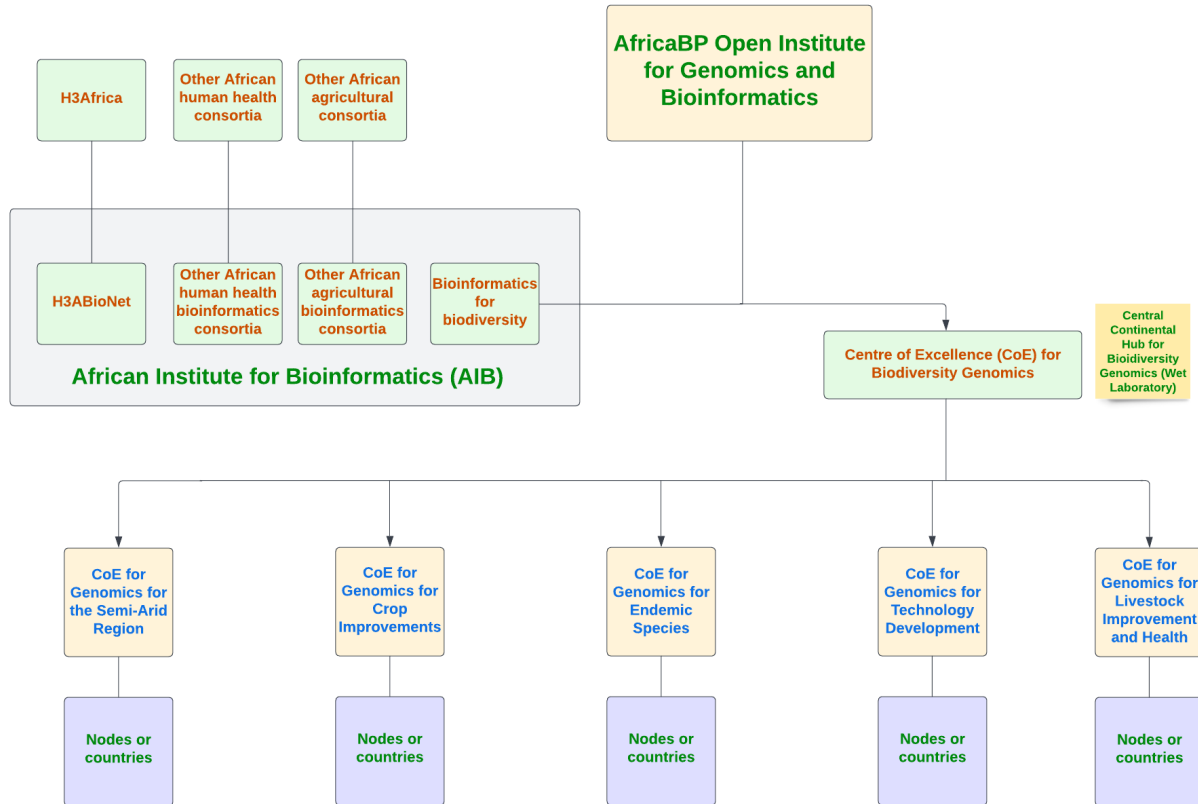 AfricaBP Open Institute
for Genomics and
Bioinformatics
H3Africa
Other African
human health
consortia
Other African
agricultural
consortia
H3ABioNet
Other African
human health
bioinformatics
consortia
Other African
agricultural
bioinformatics
consortia
Bioinformatics
for
biodiversity
African Institute for Bioinformatics (AIB)
Centre of Excellence (CoE) for
Biodiversity Genomics
Central
Continental
Hub for
Bioidiversity
Genomics (Wet
Laboratory)
CoE for
Genomics for
the Semi-Arid
Region
CoE for
Genomics for
Crop
Improvements
CoE for
Genomics for
Endemic
Species
CoE for
Genomics for
Technology
Development
CoE for
Genomics for
Livestock
Improvement
and Health
Nodes or
countries
Nodes or
countries
Nodes or
countries
Nodes or
countries
Nodes or
countries